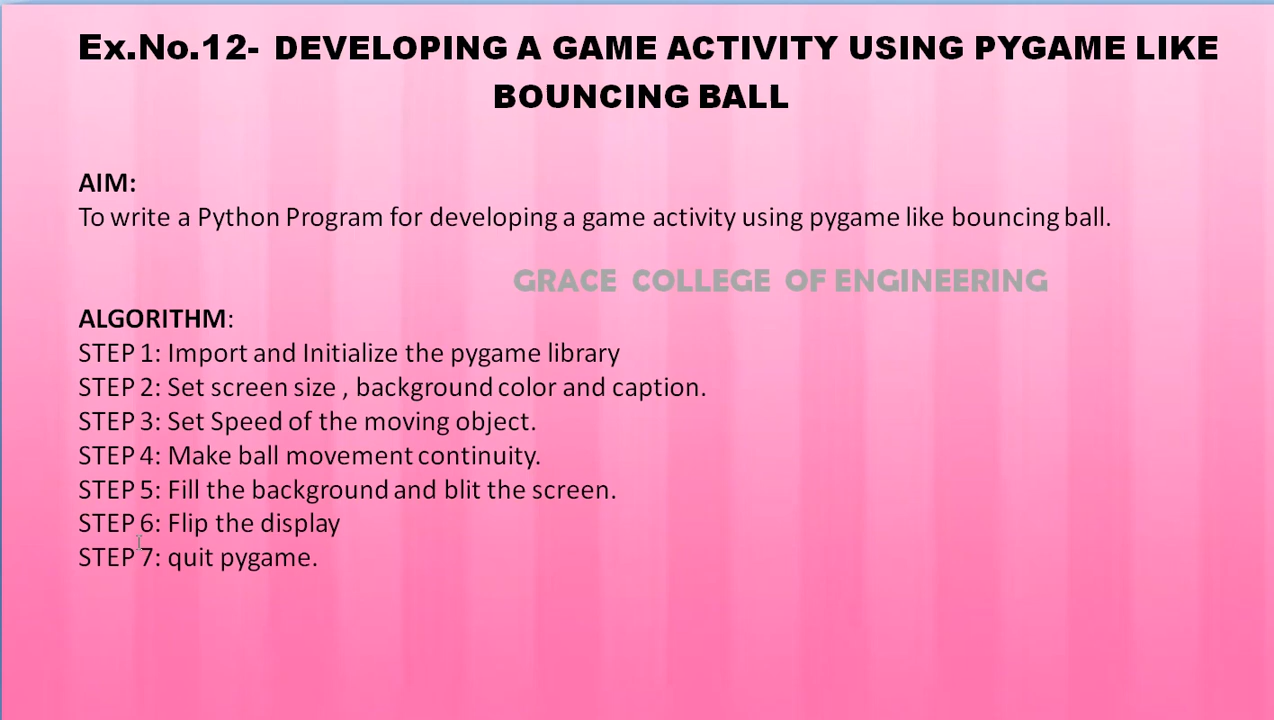 Ex.No.12- DEVELOPING A GAME ACTIVITY USING PYGAME LIKE
BOUNCING BALL
AIM:
To write a Python Program for developing a game activity using pygame like bouncing ball.
GRACE COLLEGE OF ENGINEERING
ALGORITHM:
STEP 1: Import and Initialize the pygame library
STEP 2: Set screen size , background color and caption.
STEP 3: Set Speed of the moving object.
STEP 4: Make ball movement continuity.
STEP 5: Fill the background and blit the screen.
STEP 6: Flip the display
STEP 7: quit pygame.